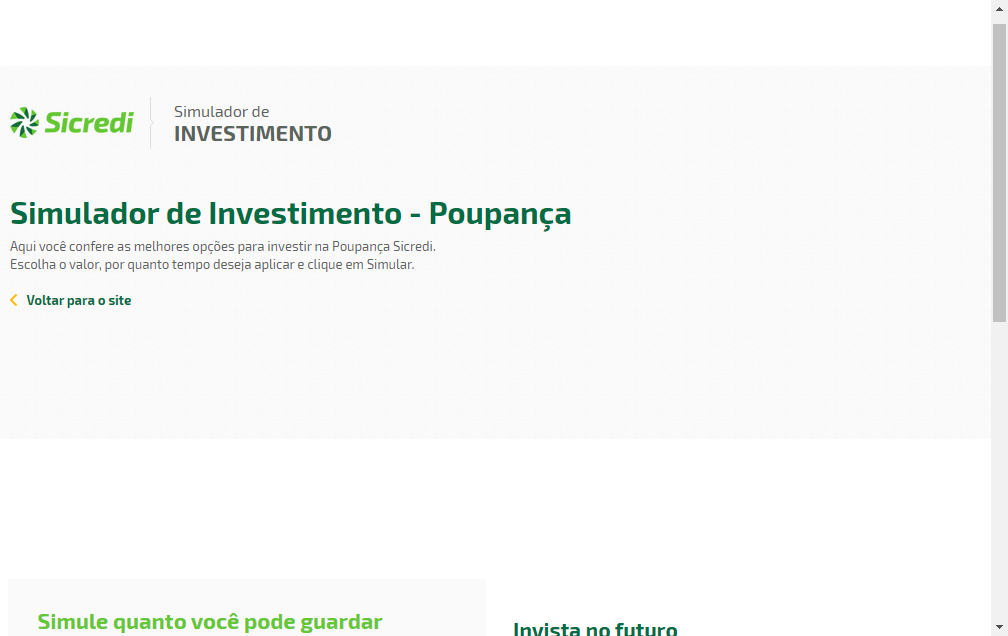 Sicredi
Simulador de
INVESTIMENTO
Simulador de Investimento - Poupança
Aqui você confere as melhores opções para investir na Poupança Sicredi.
Escolha o valor, por quanto tempo deseja aplicar e clique em Simular.
Voltar para o site
Simule quanto você pode guardar
Invista no futuro